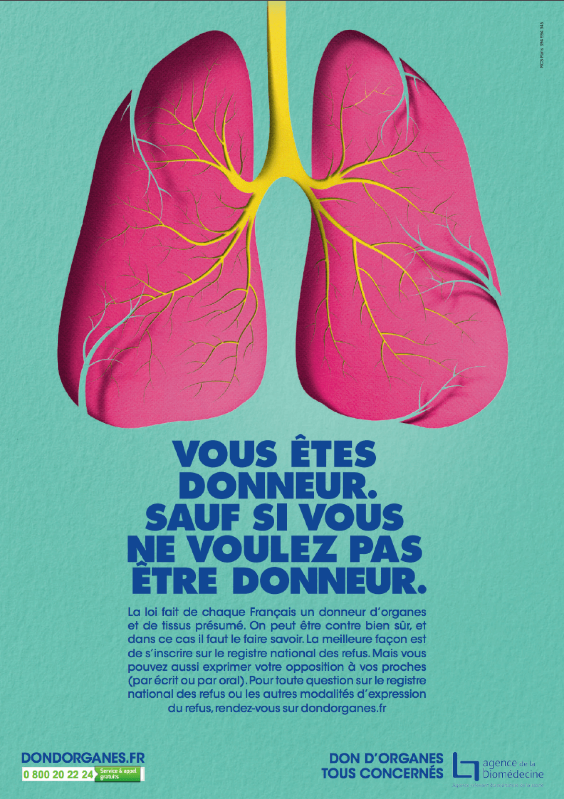 VOUS ÊTES
DONNEUR.
SAUF SI VOUS
NE VOULEZ PAS
ÊTRE DONNEUR.
La loi fait de chaque Français un donneur d'organes
et de tissus présumé. On peut être contre bien sûr, et
dans ce cas il faut le faire savoir. La meilleure façon est
de s'inscrire sur le registre national des refus. Mais vous
pouvez aussi exprimer votre opposition à vos proches
(par écrit ou par oral). Pour toute question sur le registre
national des refus ou les autres modalités d'expression
du refus, rendez-vous sur dondorganes.fr
DONDORGANES.FR
0 800 20 22 24 Service & appel
gratuits
DON D'ORGANES
TOUS CONCERNÉS
agence de la
biomédecine